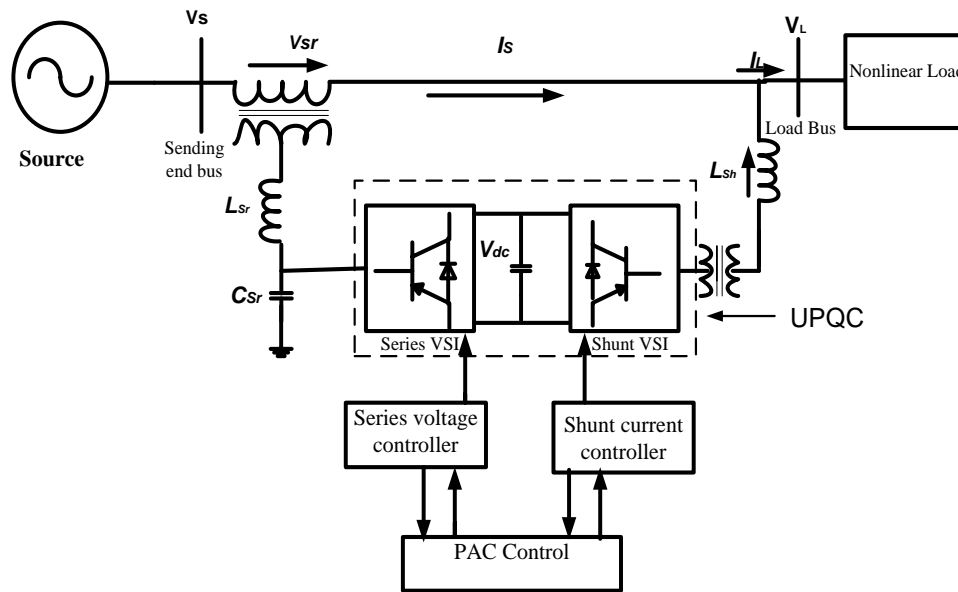 Vs
Vsr
Is
VL
IL
Nonlinear Load
Source
Sending
end bus
Load Bus
LSr
LSh
Vdc
CSr
UPQC
Series VSI
Shunt VSI
Series voltage
controller
Shunt current
controller
PAC Control